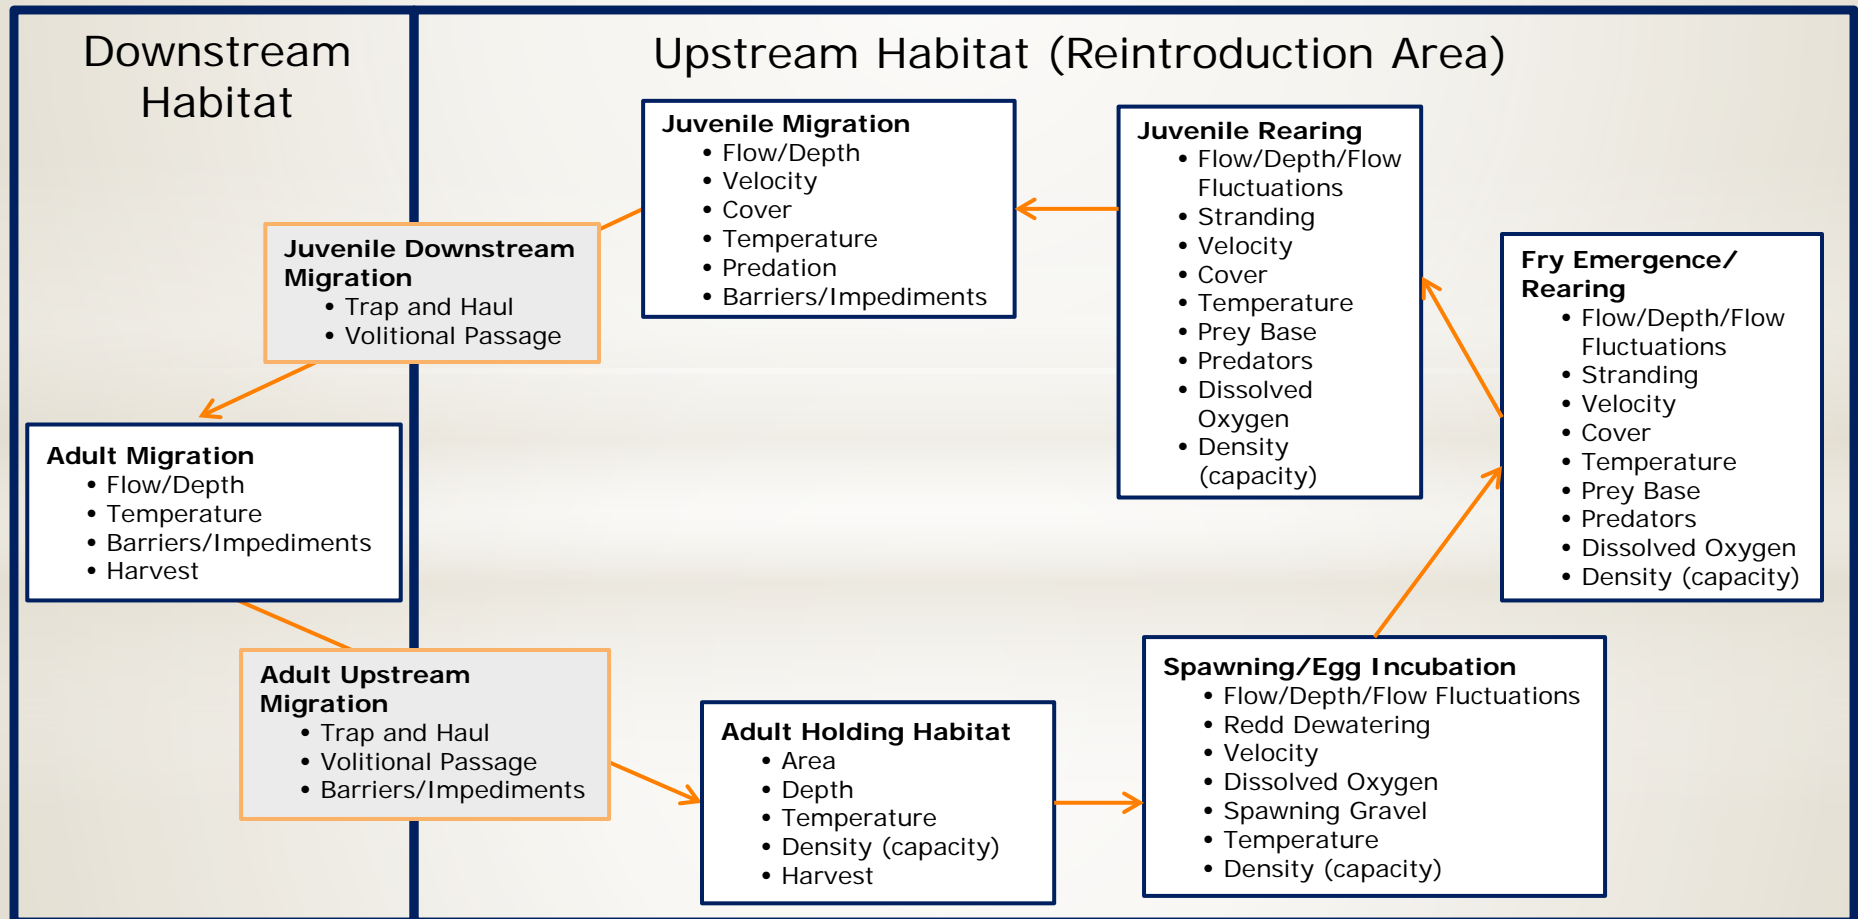 Downstream
Habitat
Upstream Habitat (Reintroduction Area)
Juvenile Migration
• Flow/Depth
• Velocity
• Cover
• Temperature
• Predation
• Barriers/Impediments
Juvenile Rearing
• Flow/Depth/Flow
Fluctuations
• Stranding
• Velocity
• Cover
• Temperature
• Prey Base
• Predators
• Dissolved
Oxygen
• Density
(capacity)
Fry Emergence/
Rearing
• Flow/Depth/Flow
Fluctuations
• Stranding
• Velocity
• Cover
• Temperature
• Prey Base
• Predators
• Dissolved Oxygen
• Density (capacity)
Juvenile Downstream
Migration
• Trap and Haul
• Volitional Passage
Adult Migration
• Flow/Depth
• Temperature
• Barriers/Impediments
• Harvest
Adult Upstream
Migration
• Trap and Haul
• Volitional Passage
• Barriers/Impediments
Adult Holding Habitat
• Area
• Depth
• Temperature
• Density (capacity)
• Harvest
Spawning/Egg Incubation
• Flow/Depth/Flow Fluctuations
• Redd Dewatering
• Velocity
• Dissolved Oxygen
• Spawning Gravel
• Temperature
• Density (capacity)